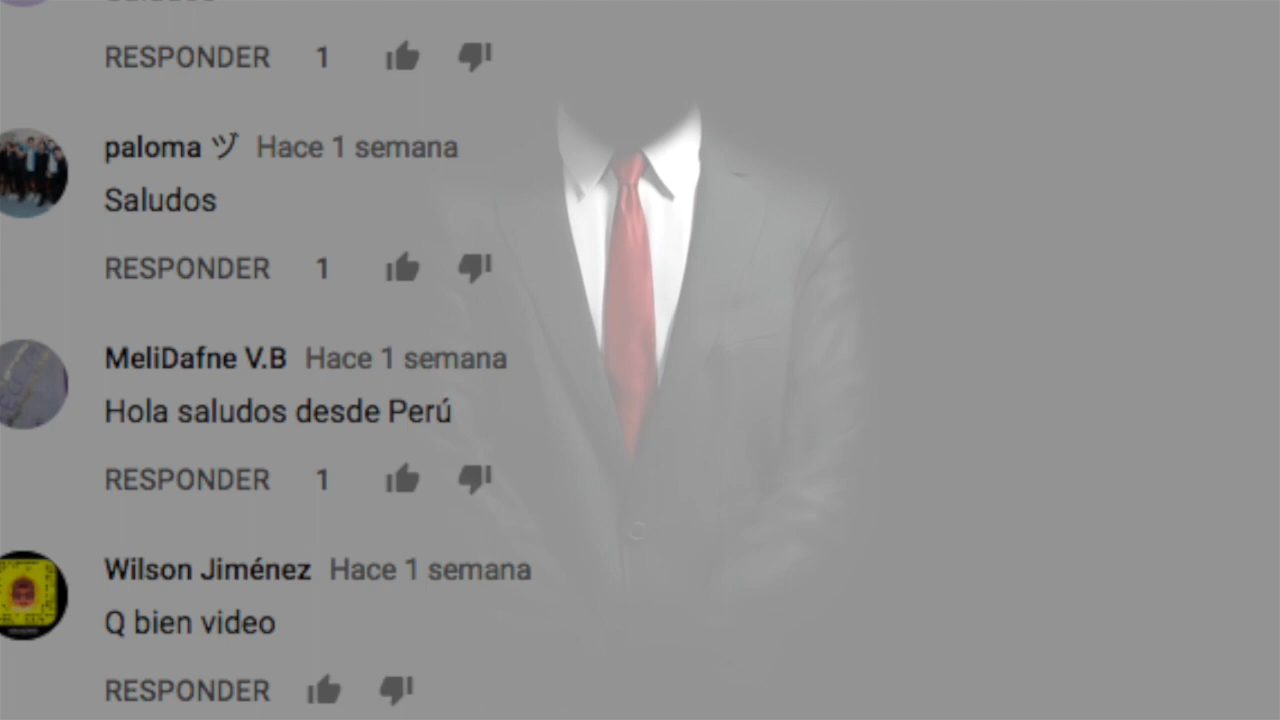 RESPONDER 1
paloma ヅ Hace 1 semana
Saludos
RESPONDER 1
MeliDafne V.B Hace 1 semana
Hola saludos desde Perú
RESPONDER 1
Wilson Jiménez Hace 1 semana
Q bien video
RESPONDER